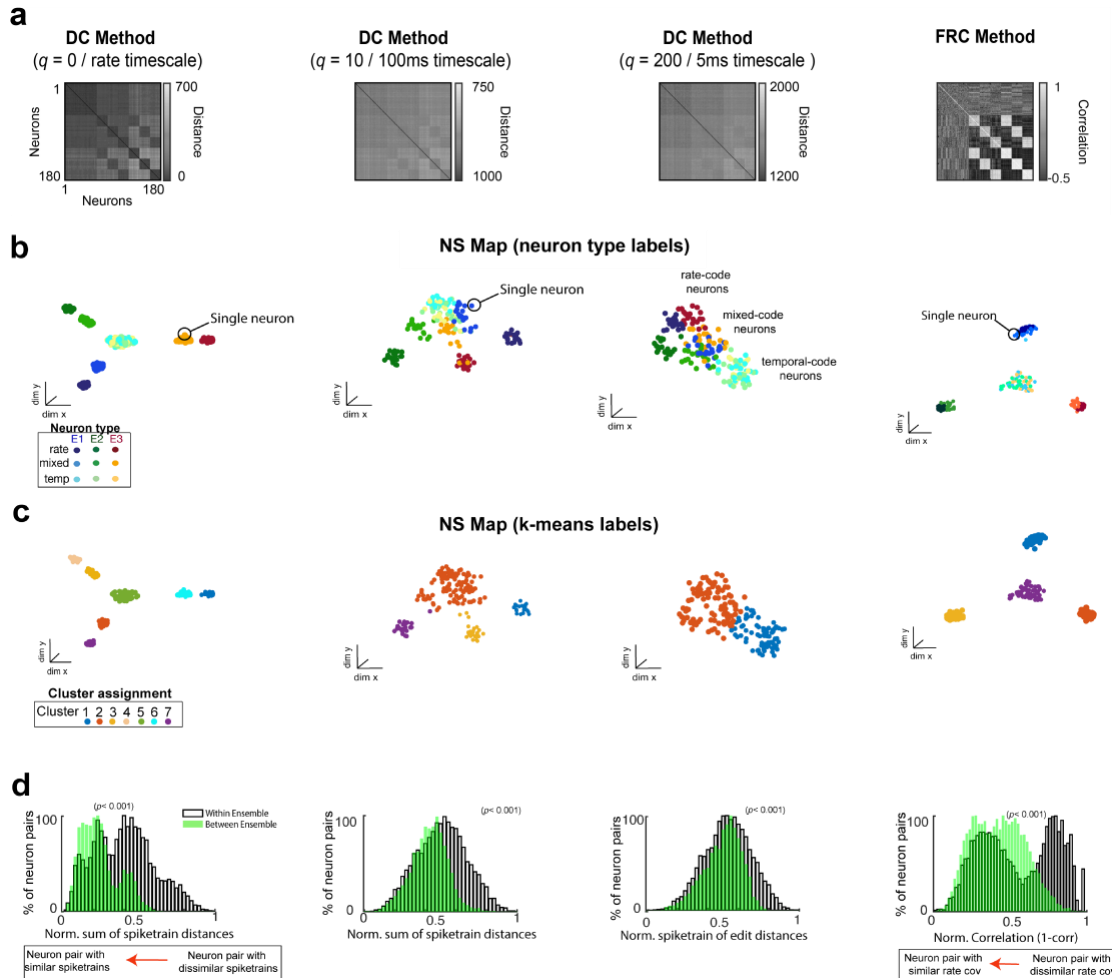 a
DC Method
(q = 0 / rate timescale)
DC Method
(q = 10 / 100ms timescale)
DC Method
(q = 200 / 5ms timescale )
FRC Method
1
180
Neurons
1
180
Neurons
700
0
Distance
750
1000
Distance
2000
1200
Distance
1
-0.5
Correlation
b
NS Map (neuron type labels)
Single neuron
dim y
dim x
Single neuron
dim y
dim x
rate-code
neurons
mixed-code
neurons
temporal-code
neurons
dim y
dim x
Single neuron
dim y
dim x
Neuron type
E1 E2 E3
rate
mixed
temp
c
NS Map (k-means labels)
dim y
dim x
dim y
dim x
dim y
dim x
dim y
dim x
Cluster assignment
Cluster 1 2 3 4 5 6 7
d
(p< 0.001)
Within Ensemble
Between Ensemble
% of neuron pairs
100
0
0 0.5 1
Norm. sum of spiketrain distances
(p< 0.001)
% of neuron pairs
100
0
0 0.5 1
Norm. sum of spiketrain distances
(p< 0.001)
% of neuron pairs
100
0
0 0.5 1
Norm. spiketrain of edit distances
(p< 0.001)
% of neuron pairs
100
0
0 0.5 1
Norm. Correlation (1-corr)
Neuron pair with
similar spiketrains
Neuron pair with
dissimilar spiketrains
Neuron pair with
similar rate cov
Neuron pair with
dissimilar rate cov